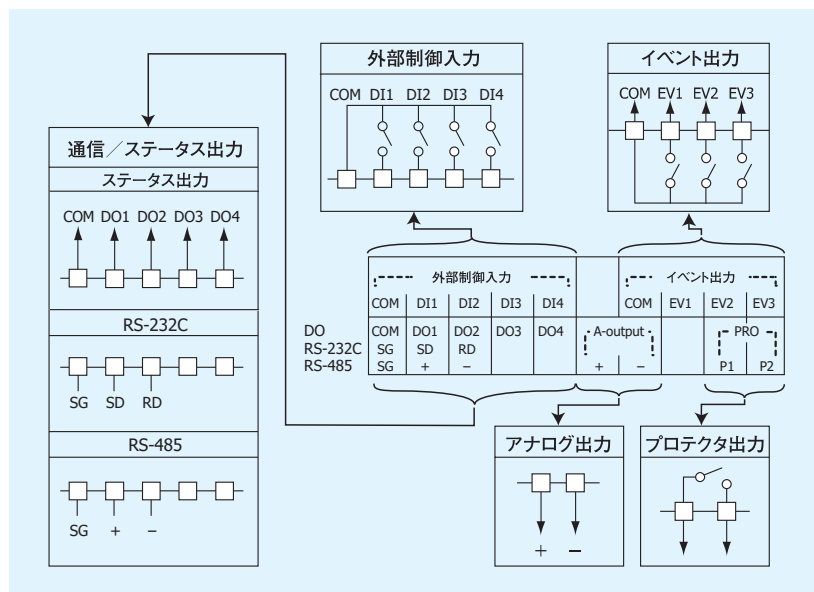 外部制御入力
COM DI1 DI2 DI3 DI4
イベント出力
COM EV1 EV2 EV3
通信／ステータス出力
ステータス出力
COM DO1 DO2 DO3 DO4
RS-232C
SG SD RD
RS-485
SG + −
外部制御入力 イベント出力
COM DI1 DI2 DI3 DI4 COM EV1 EV2 EV3
DO COM DO1 DO2 DO3 DO4 A-output PRO
RS-232C SG SD RD
RS-485 SG + − + − P1 P2
アナログ出力
+ −
プロテクタ出力